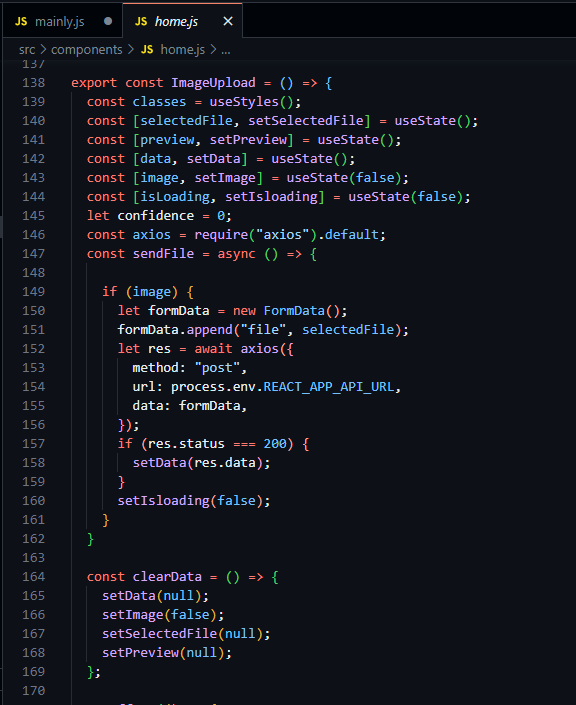 JS mainly.js ●
JS home.js ×
src > components > JS home.js > ...
137
138 export const ImageUpload = () => {
139 const classes = useStyles();
140 const [selectedFile, setSelectedFile] = useState();
141 const [preview, setPreview] = useState();
142 const [data, setData] = useState();
143 const [image, setImage] = useState(false);
144 const [isLoading, setIsloading] = useState(false);
145 let confidence = 0;
146 const axios = require("axios").default;
147 const sendFile = async () => {
148
149 if (image) {
150 let formData = new FormData();
151 formData.append("file", selectedFile);
152 let res = await axios({
153 method: "post",
154 url: process.env.REACT_APP_API_URL,
155 data: formData,
156 });
157 if (res.status === 200) {
158 setData(res.data);
159 }
160 setIsloading(false);
161 }
162 }
163
164 const clearData = () => {
165 setData(null);
166 setImage(false);
167 setSelectedFile(null);
168 setPreview(null);
169 };
170